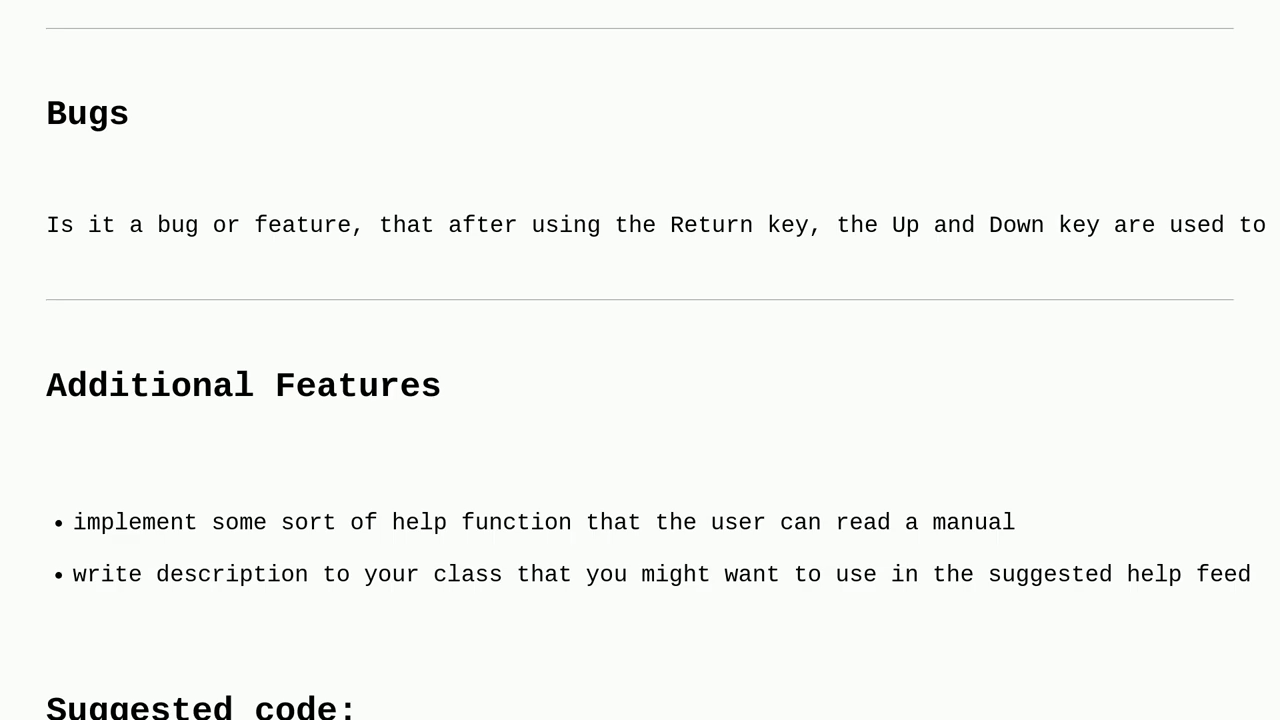 Bugs
Is it a bug or feature, that after using the Return key, the Up and Down key are used to
Additional Features
• implement some sort of help function that the user can read a manual
• write description to your class that you might want to use in the suggested help feed
Suggested code: